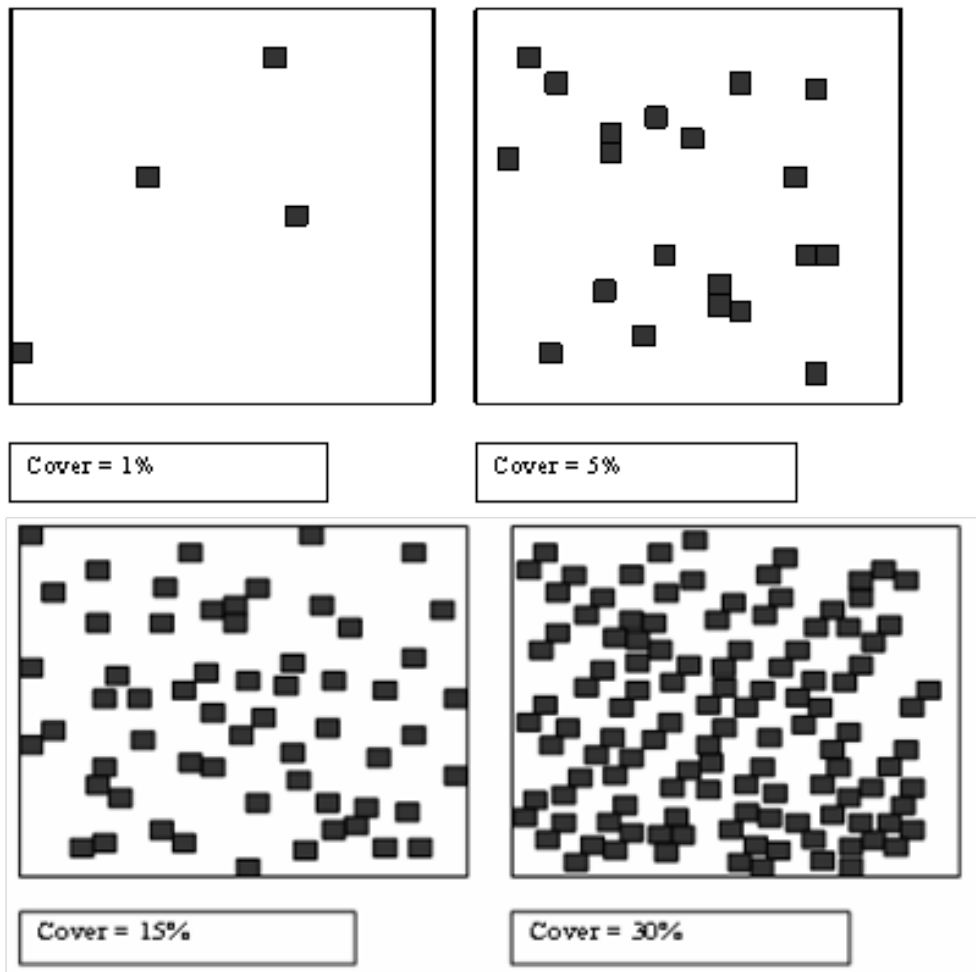 Cover = 1%
Cover = 5%
Cover = 15%
Cover = 30%